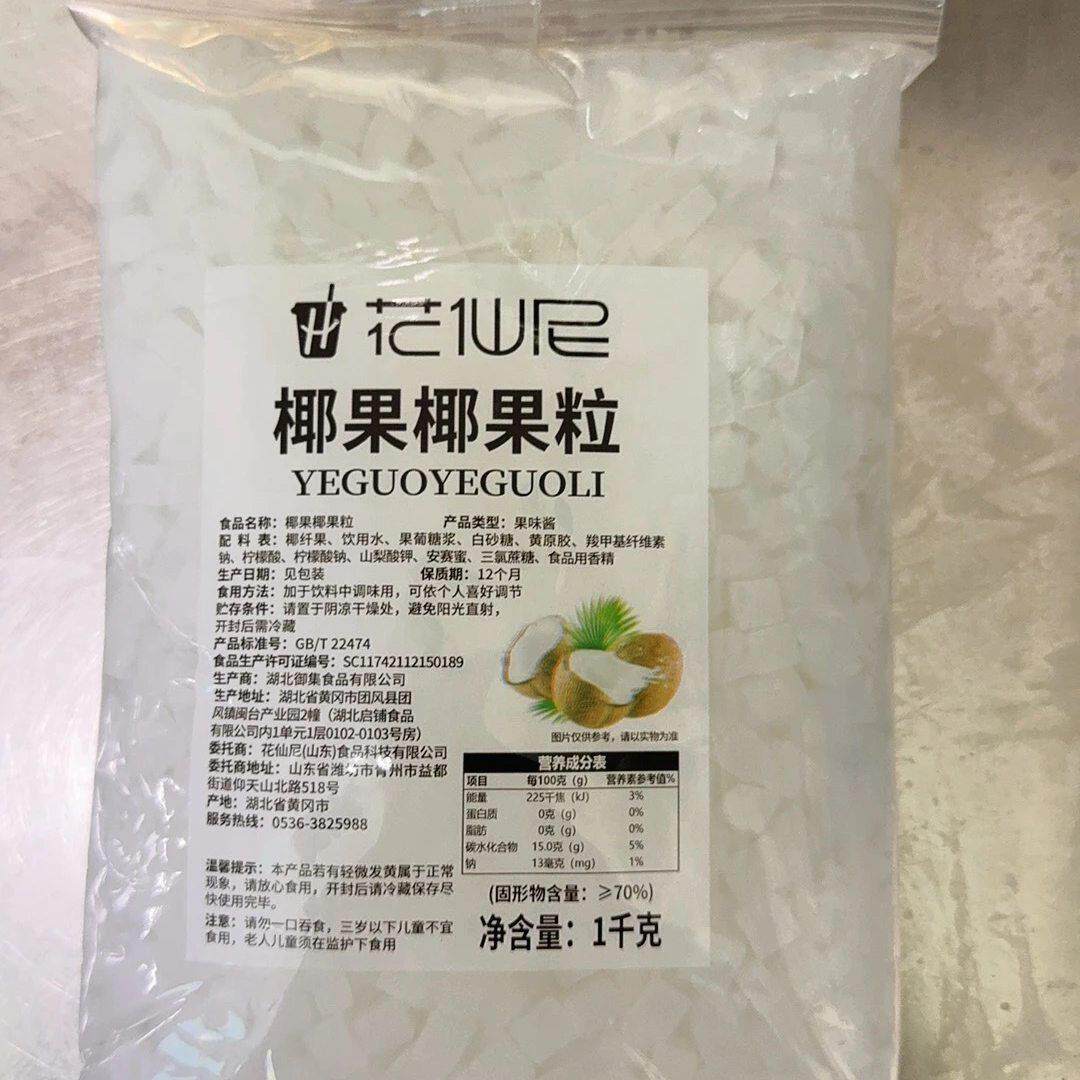 花仙尼
椰果椰果粒
YEGUOYEGUOLI
食品名称：椰果椰果粒 产品类型：果味酱
配 料 表：椰纤果、饮用水、果葡糖浆、白砂糖、黄原胶、羧甲基纤维素
钠、柠檬酸、柠檬酸钠、山梨酸钾、安赛蜜、三氯蔗糖、食品用香精
生产日期：见包装 保质期：12个月
食用方法：加于饮料中调味用，可依个人喜好调节
贮存条件：请置于阴凉干燥处，避免阳光直射，
开封后需冷藏
产品标准号：GB/T 22474
食品生产许可证编号：SC11742112150189
生产商：湖北御集食品有限公司
生产地址：湖北省黄冈市团风县团
风镇闽台产业园2幢（湖北启铺食品
有限公司内1单元1层0102-0103号房）
委托商：花仙尼(山东)食品科技有限公司
委托商地址：山东省潍坊市青州市益都
街道仰天山北路518号
产地：湖北省黄冈市
服务热线：0536-3825988
温馨提示：本产品若有轻微发黄属于正常
现象，请放心食用，开封后请冷藏保存尽
快使用完毕。
注意：请勿一口吞食，三岁以下儿童不宜
食用，老人儿童须在监护下食用
图片仅供参考，请以实物为准
营养成分表
项目 每100克（g） 营养素参考值%
能量 225千焦（kJ） 3%
蛋白质 0克（g） 0%
脂肪 0克（g） 0%
碳水化合物 15.0克（g） 5%
钠 13毫克（mg） 1%
(固形物含量：≥70%)
净含量：1千克